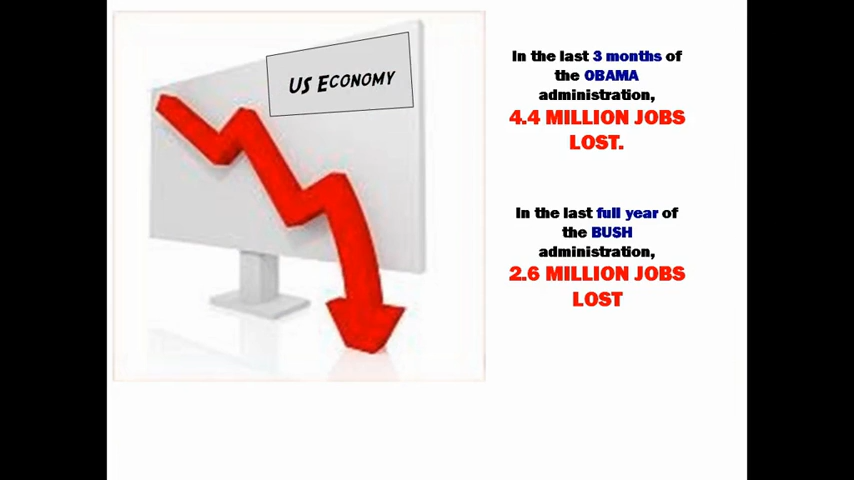 US ECONOMY
In the last 3 months of
the OBAMA
administration,
4.4 MILLION JOBS
LOST.
In the last full year of
the BUSH
administration,
2.6 MILLION JOBS
LOST